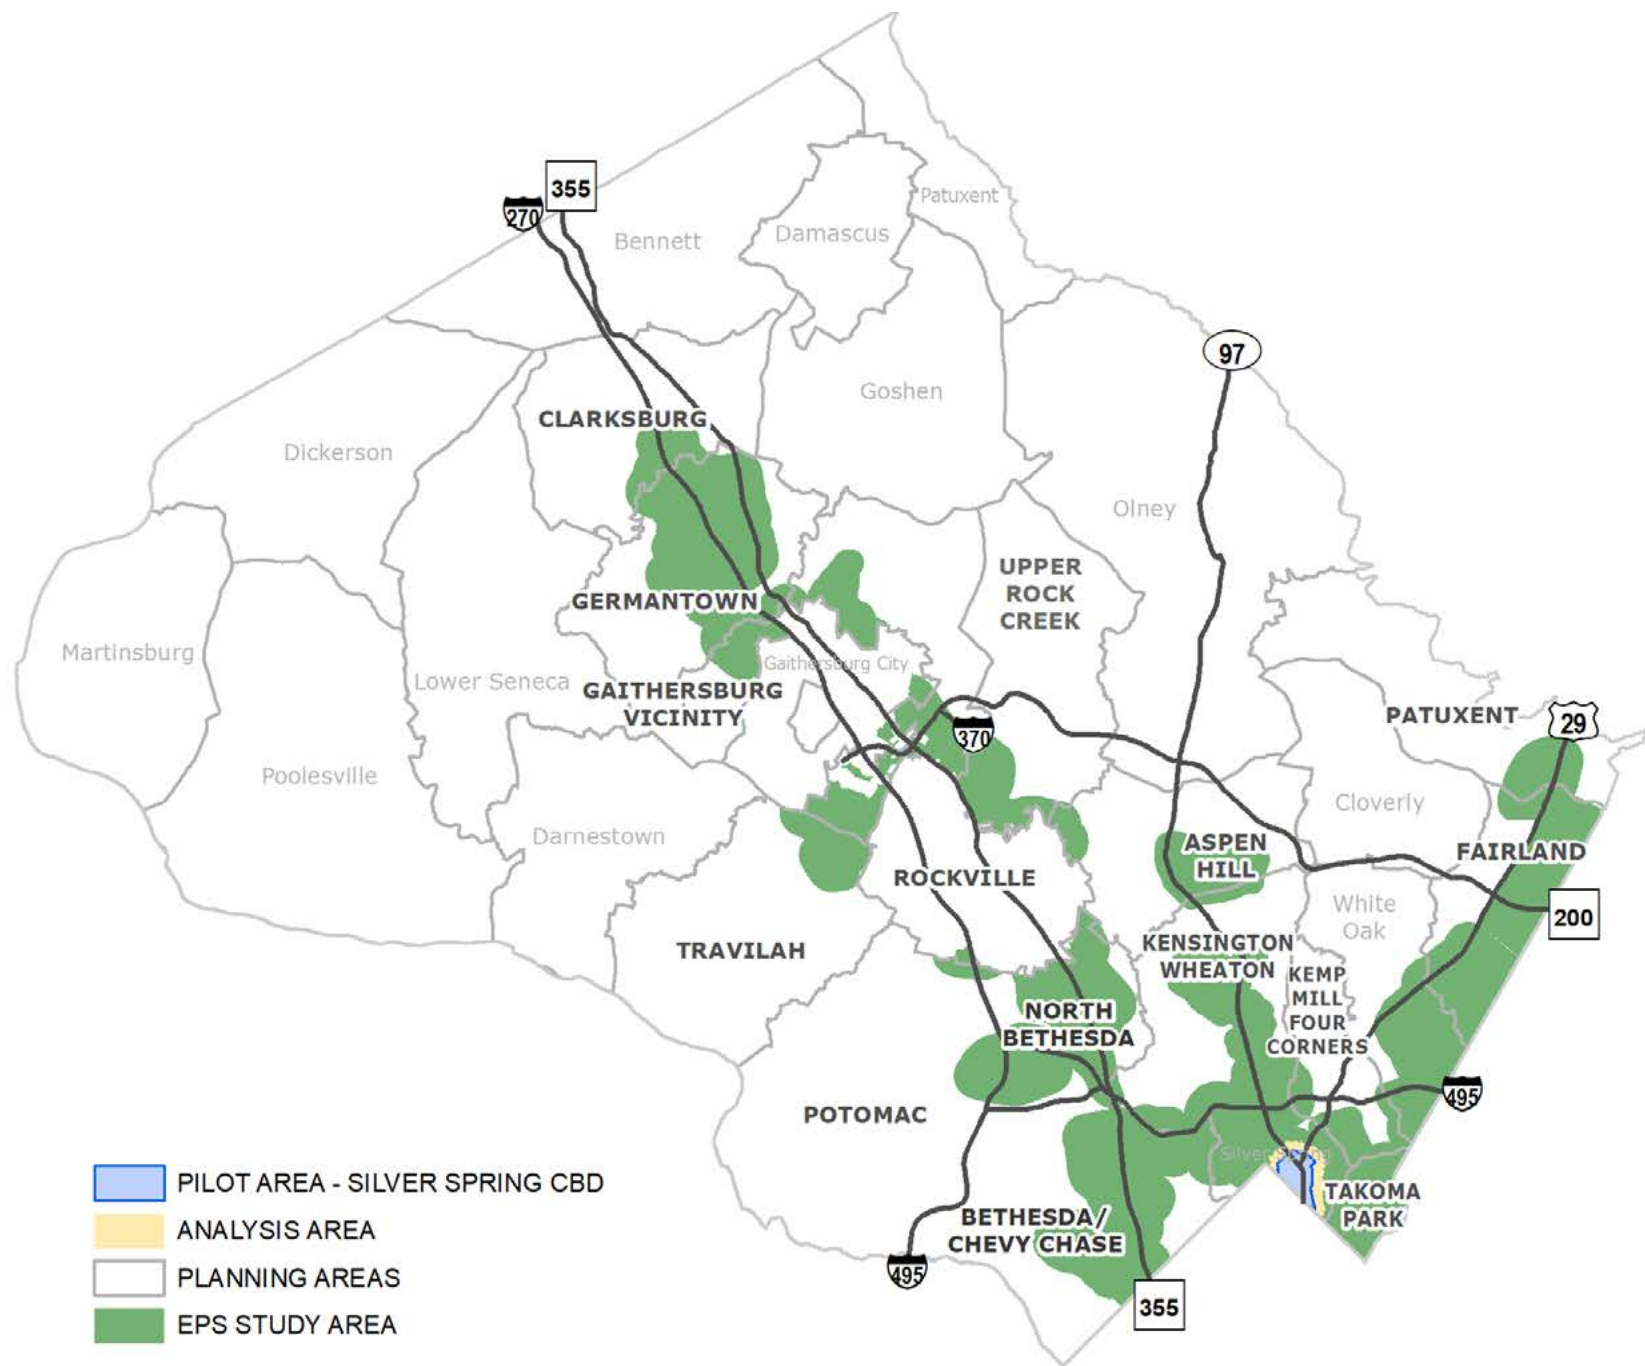 355
270
Patuxent
Damascus
Bennett
97
Goshen
CLARKSBURG
Dickerson
Olney
UPPER
ROCK
CREEK
GERMANTOWN
Martinsburg
Gaithersburg City
Lower Seneca
GAITHERSBURG
VICINITY
PATUXENT
29
370
Poolesville
Cloverly
Darnestown
ASPEN
HILL
FAIRLAND
ROCKVILLE
White
Oak
200
KENSINGTON
WHEATON
TRAVILAH
KEMP
MILL
FOUR
CORNERS
NORTH
BETHESDA
495
POTOMAC
Silver Spring
TAKOMA
PARK
BETHESDA/
CHEVY CHASE
495
355
PILOT AREA - SILVER SPRING CBD
ANALYSIS AREA
PLANNING AREAS
EPS STUDY AREA